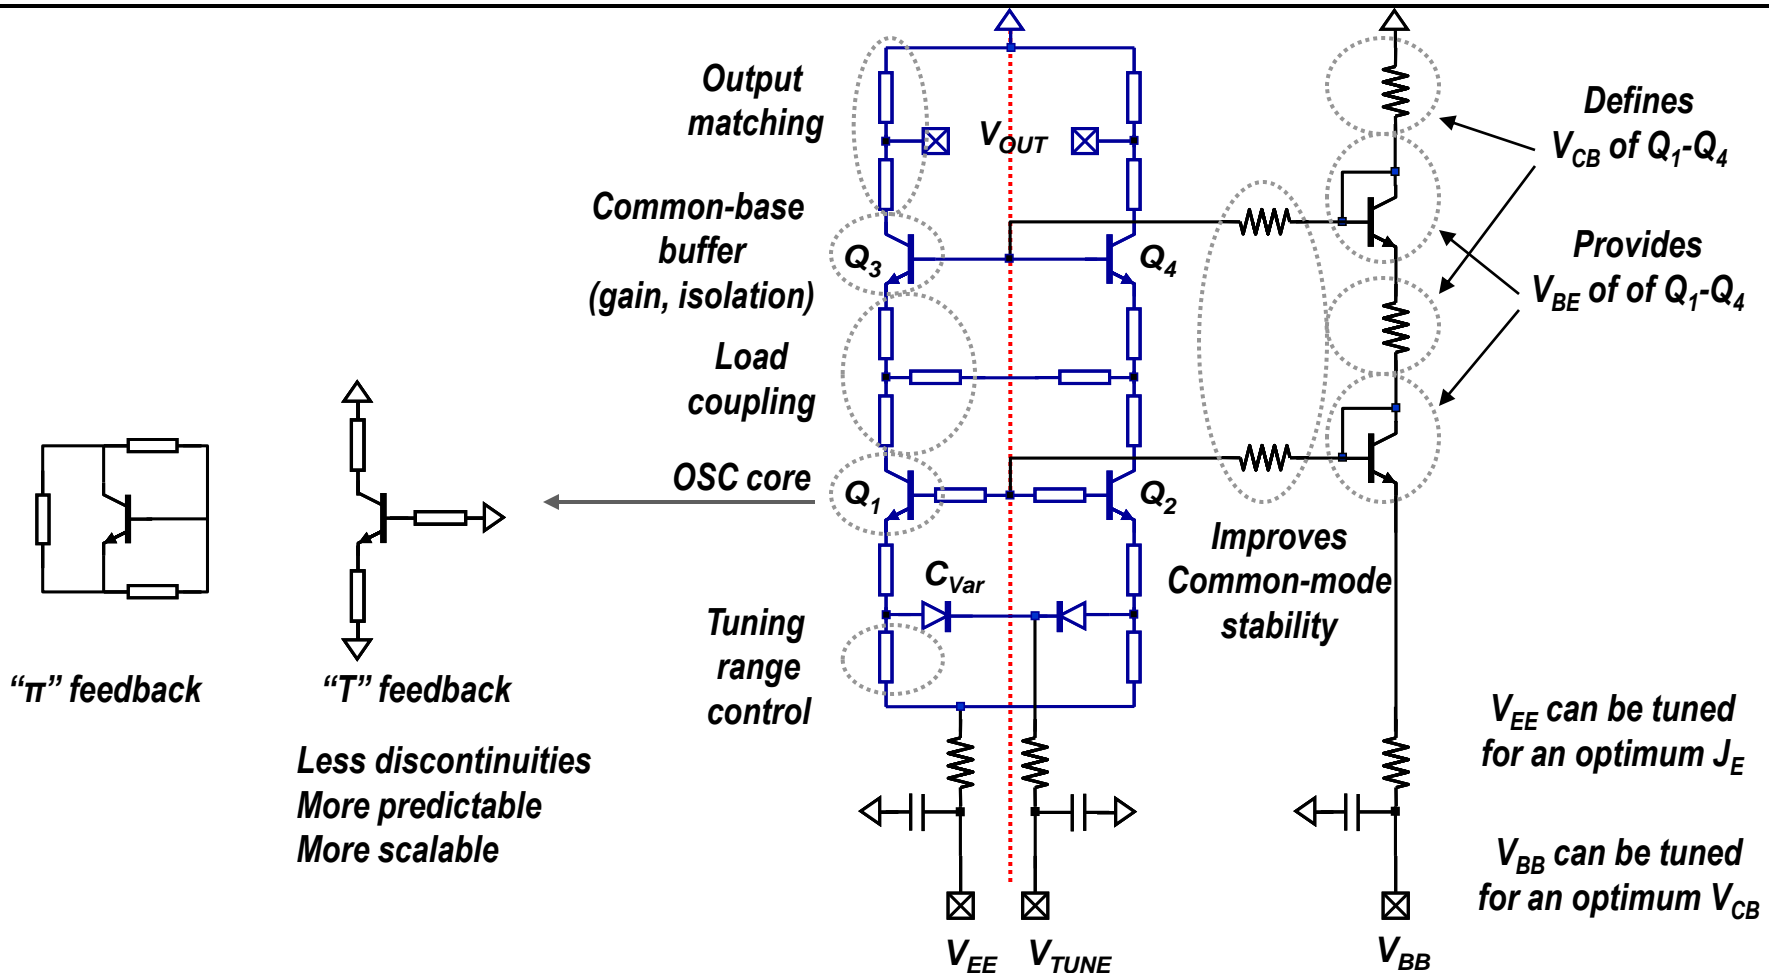 Output
matching
V_OUT
Defines
V_CB of Q_1-Q_4
Common-base
buffer
(gain, isolation)
Q_3
Q_4
Provides
V_BE of of Q_1-Q_4
Load
coupling
OSC core
Q_1
Q_2
Improves
Common-mode
stability
C_Var
Tuning
range
control
“π” feedback
“T” feedback
Less discontinuities
More predictable
More scalable
V_EE can be tuned
for an optimum J_E
V_BB can be tuned
for an optimum V_CB
V_EE
V_TUNE
V_BB